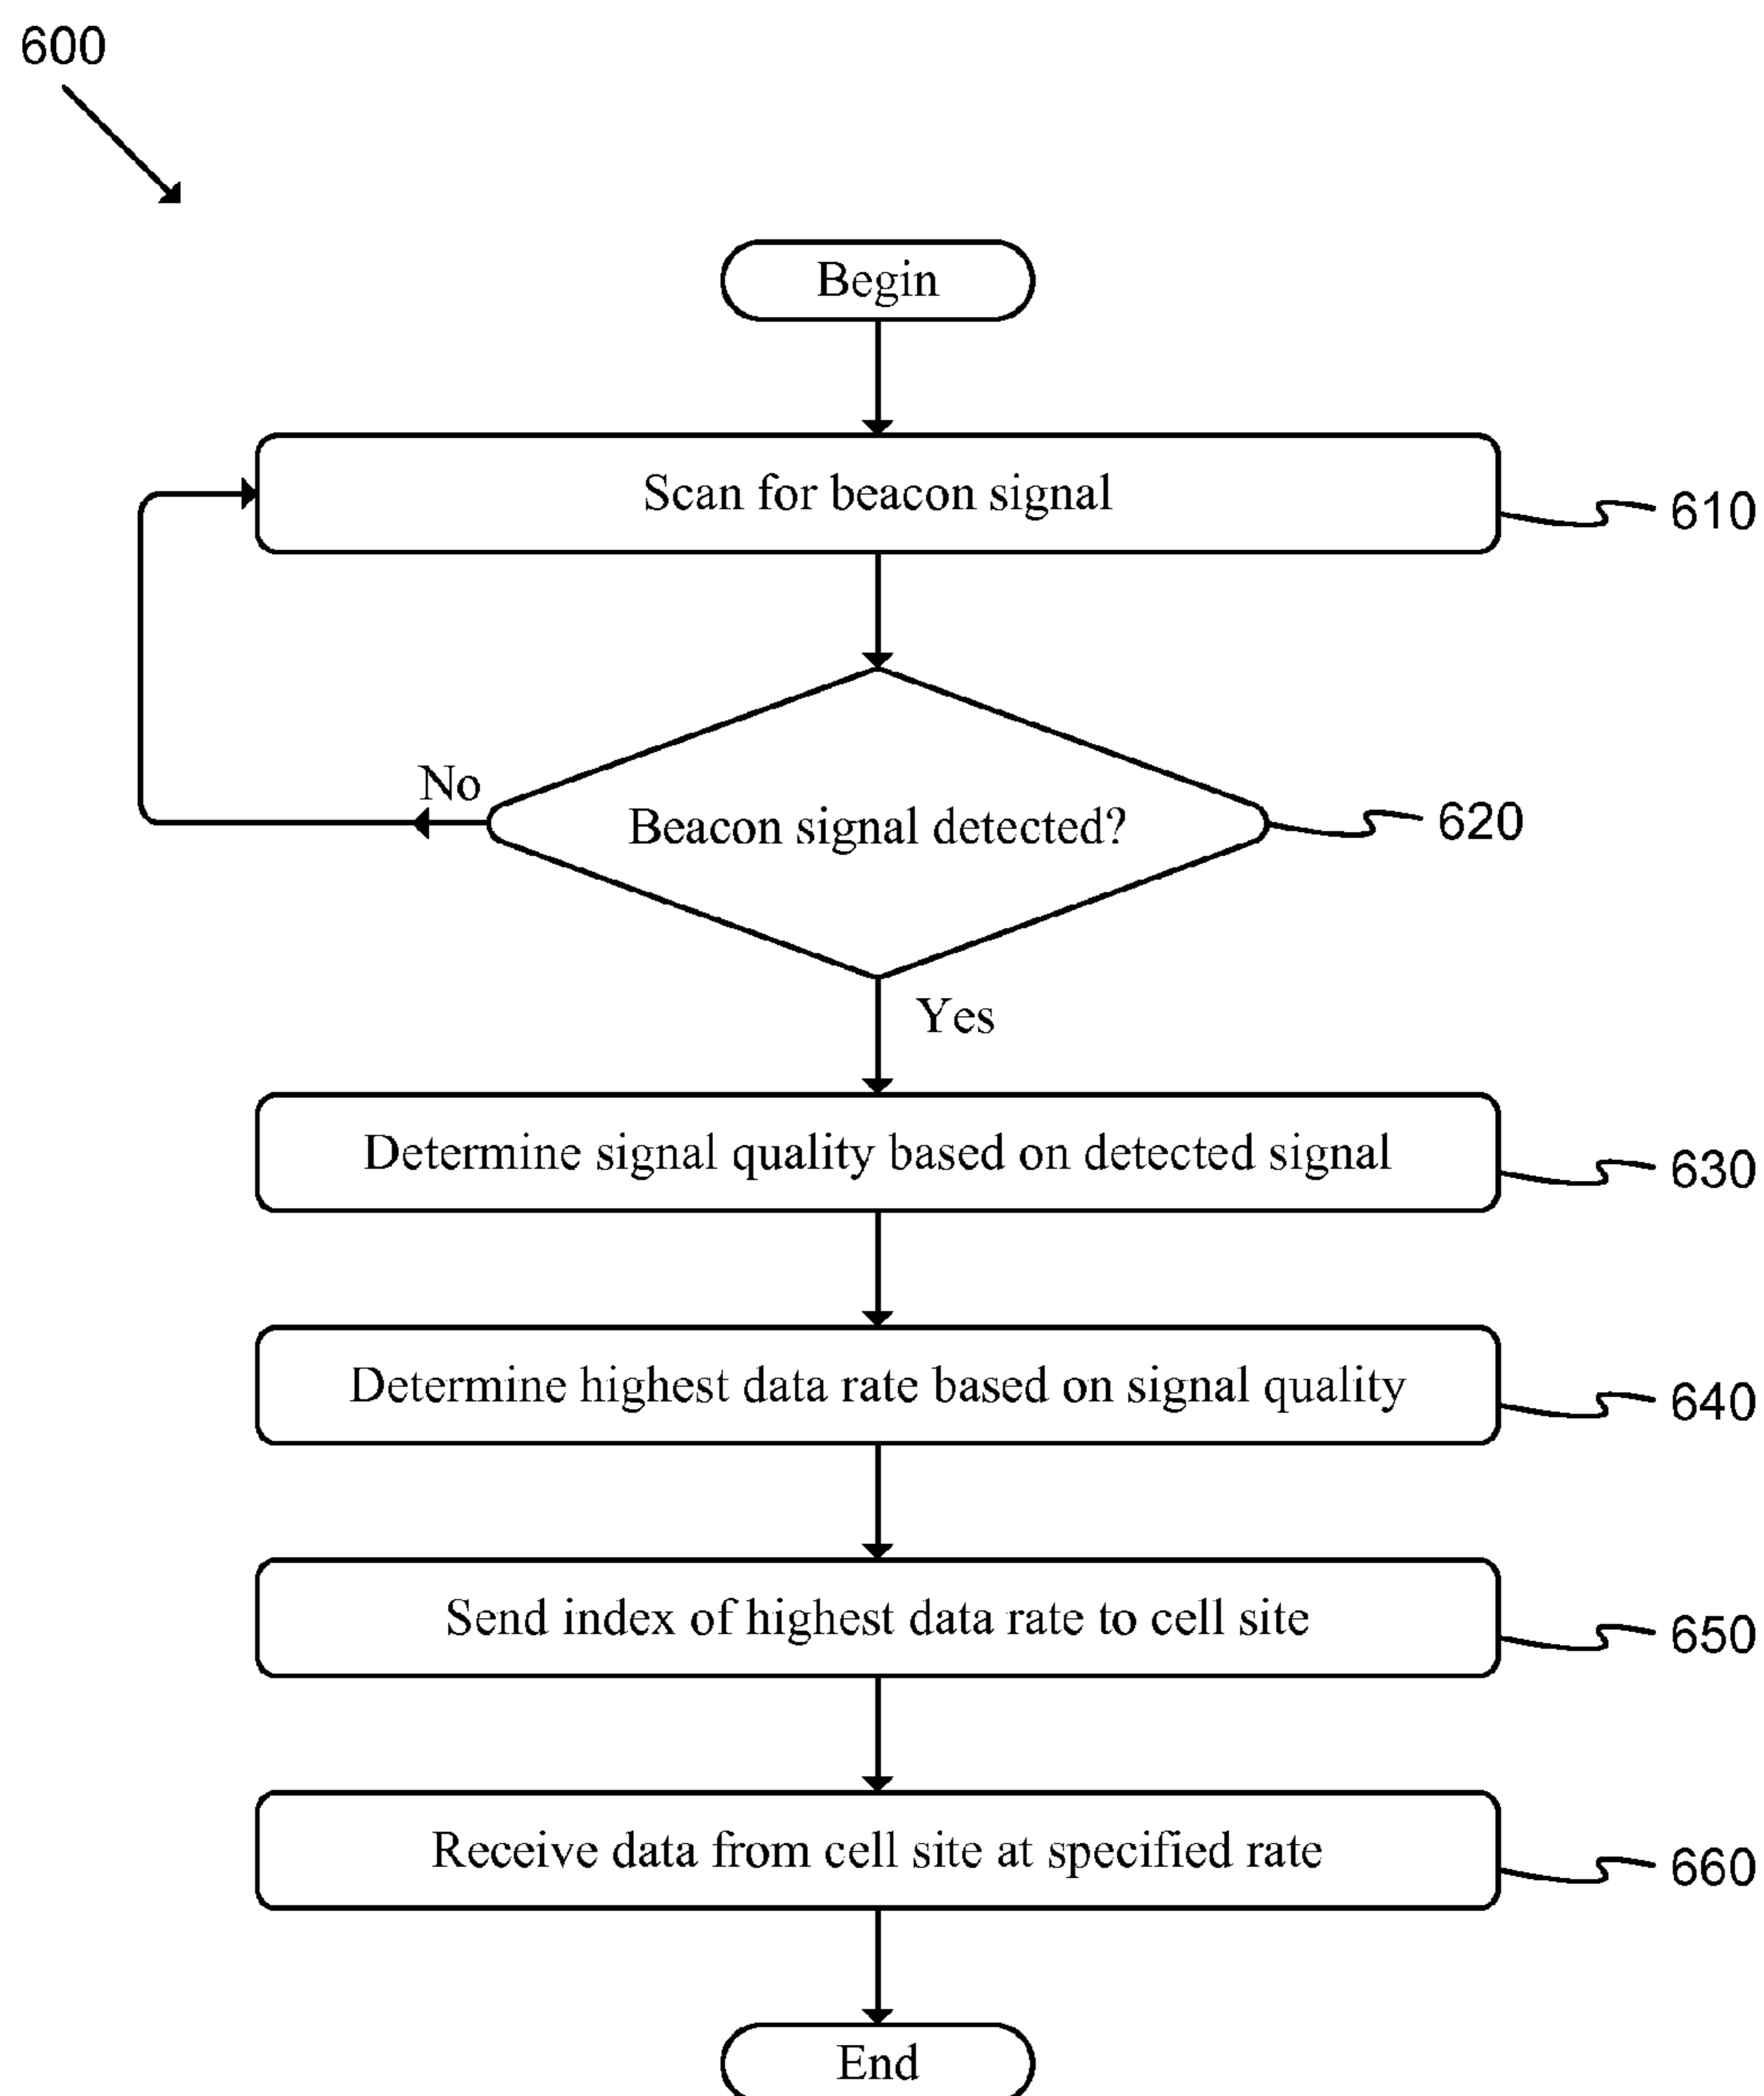 600
Begin
Scan for beacon signal
610
No
Beacon signal detected?
620
Yes
Determine signal quality based on detected signal
630
Determine highest data rate based on signal quality
640
Send index of highest data rate to cell site
650
Receive data from cell site at specified rate
660
End